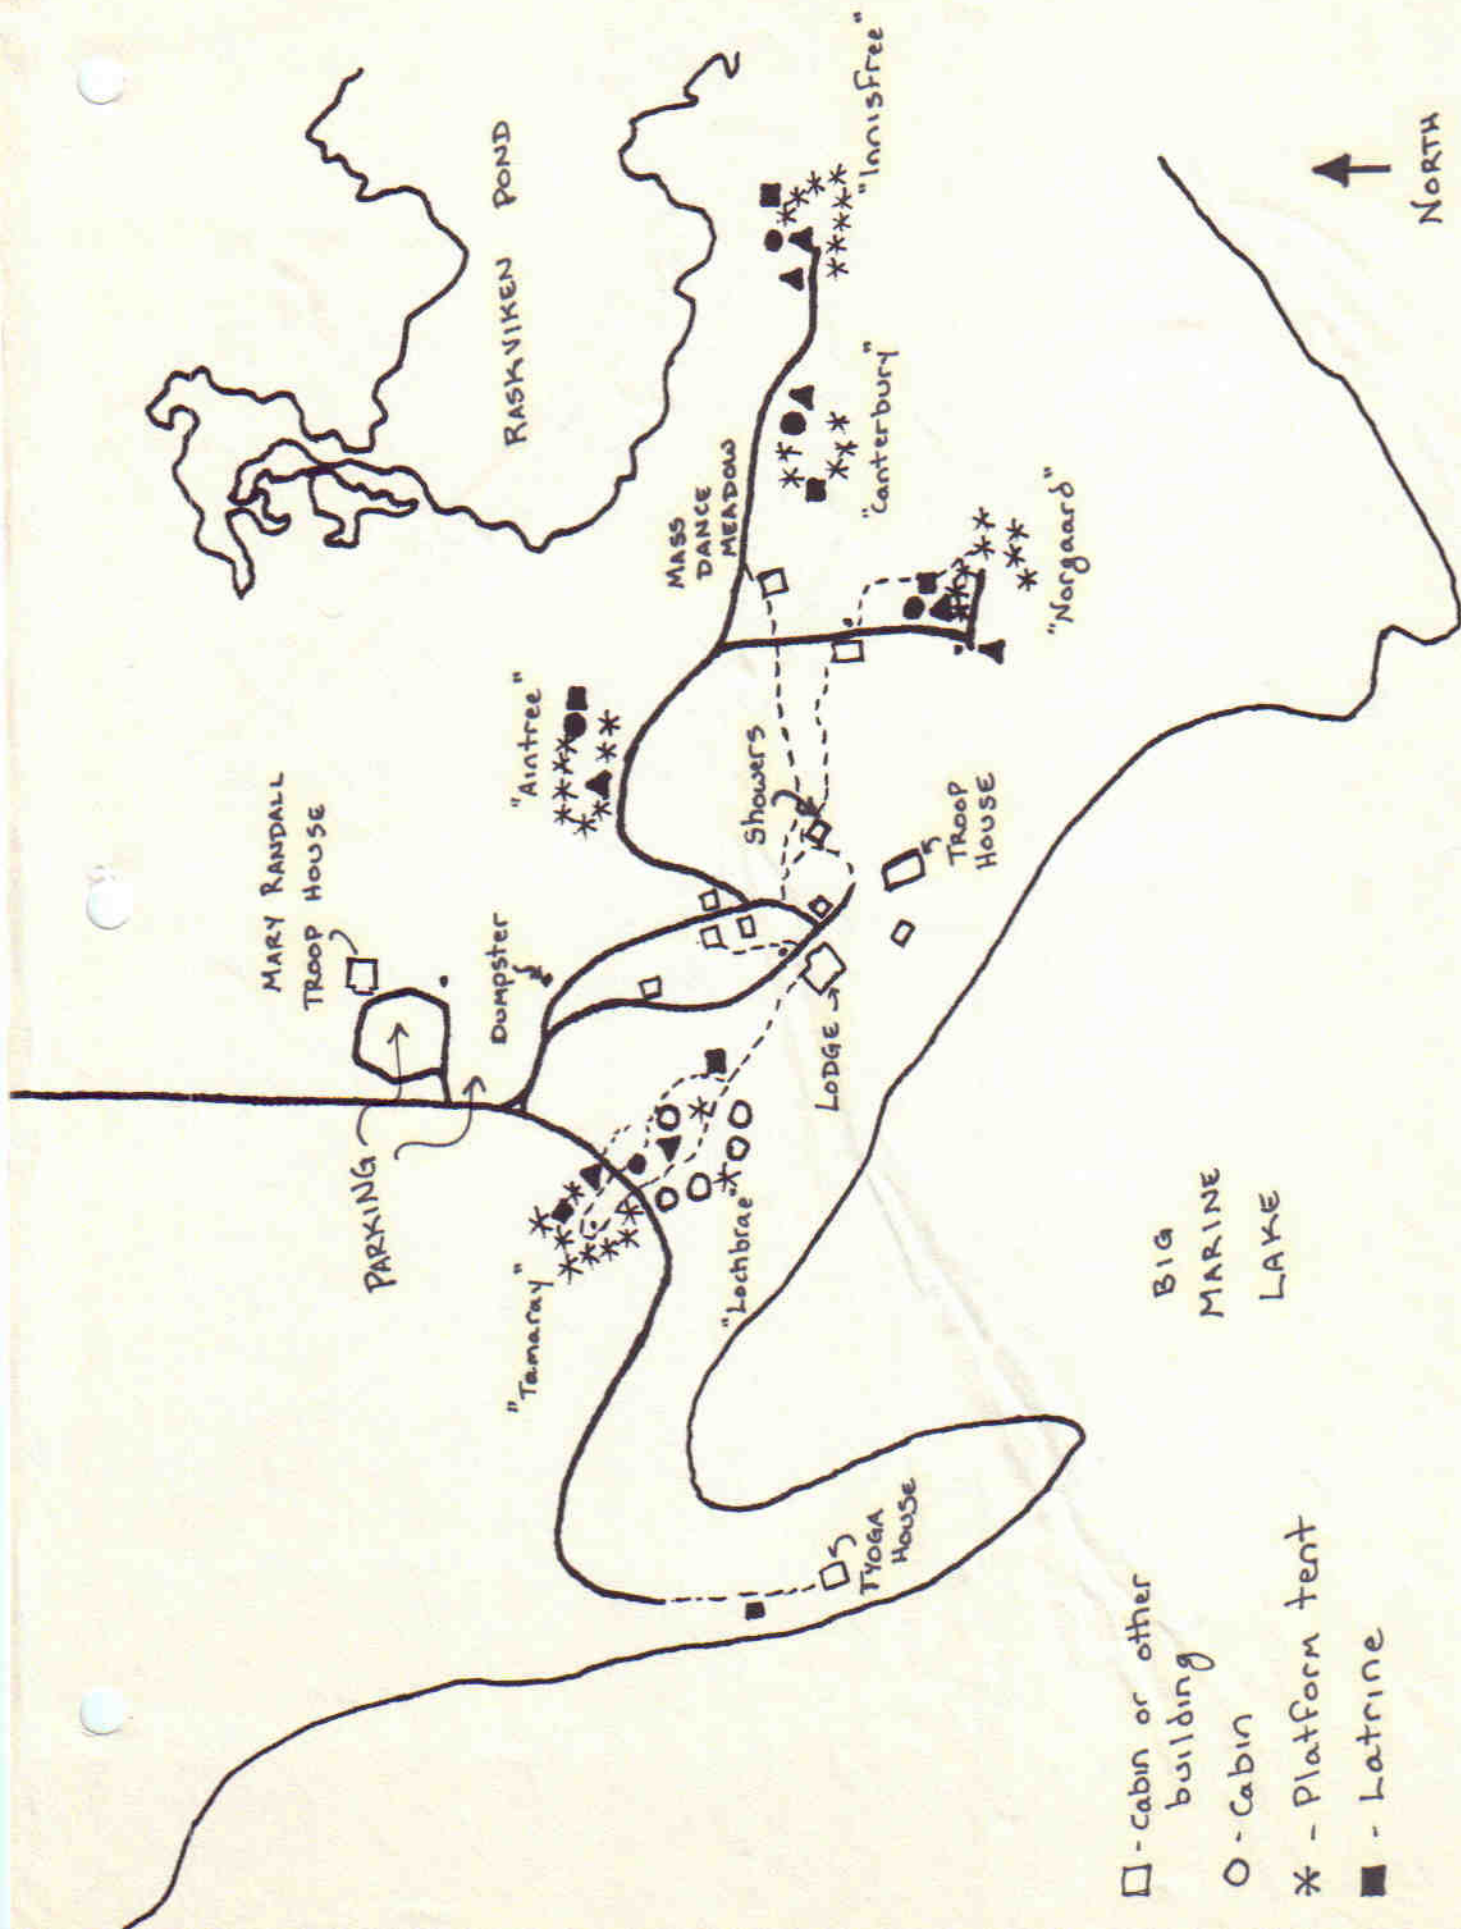 RASKVIKEN POND
MARY RANDALL
TROOP HOUSE
PARKING
DUMPSTER
"Aintree"
MASS
DANCE
MEADOW
"Innisfree"
"Canterbury"
"Norgaard"
"Tamaray"
"Lochbrae"
Showers
LODGE
TROOP
HOUSE
TYOGA
HOUSE
BIG
MARINE
LAKE
NORTH
- Cabin or other
building
- Cabin
- Platform tent
- Latrine